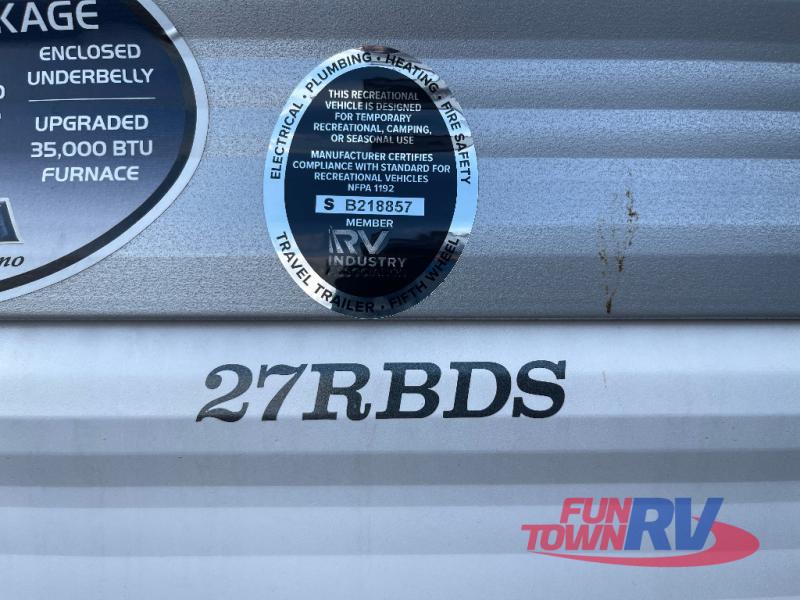 KAGE
ENCLOSED
UNDERBELLY
UPGRADED
35,000 BTU
FURNACE
ELECTRICAL · PLUMBING · HEATING · FIRE SAFETY
THIS RECREATIONAL
VEHICLE IS DESIGNED
FOR TEMPORARY
RECREATIONAL, CAMPING,
OR SEASONAL USE
MANUFACTURER CERTIFIES
COMPLIANCE WITH STANDARD FOR
RECREATIONAL VEHICLES
NFPA 1192
S B218857
MEMBER
RV
INDUSTRY
ASSOCIATION
TRAVEL TRAILER · FIFTH WHEEL
27RBDS
FUN
TOWN RV